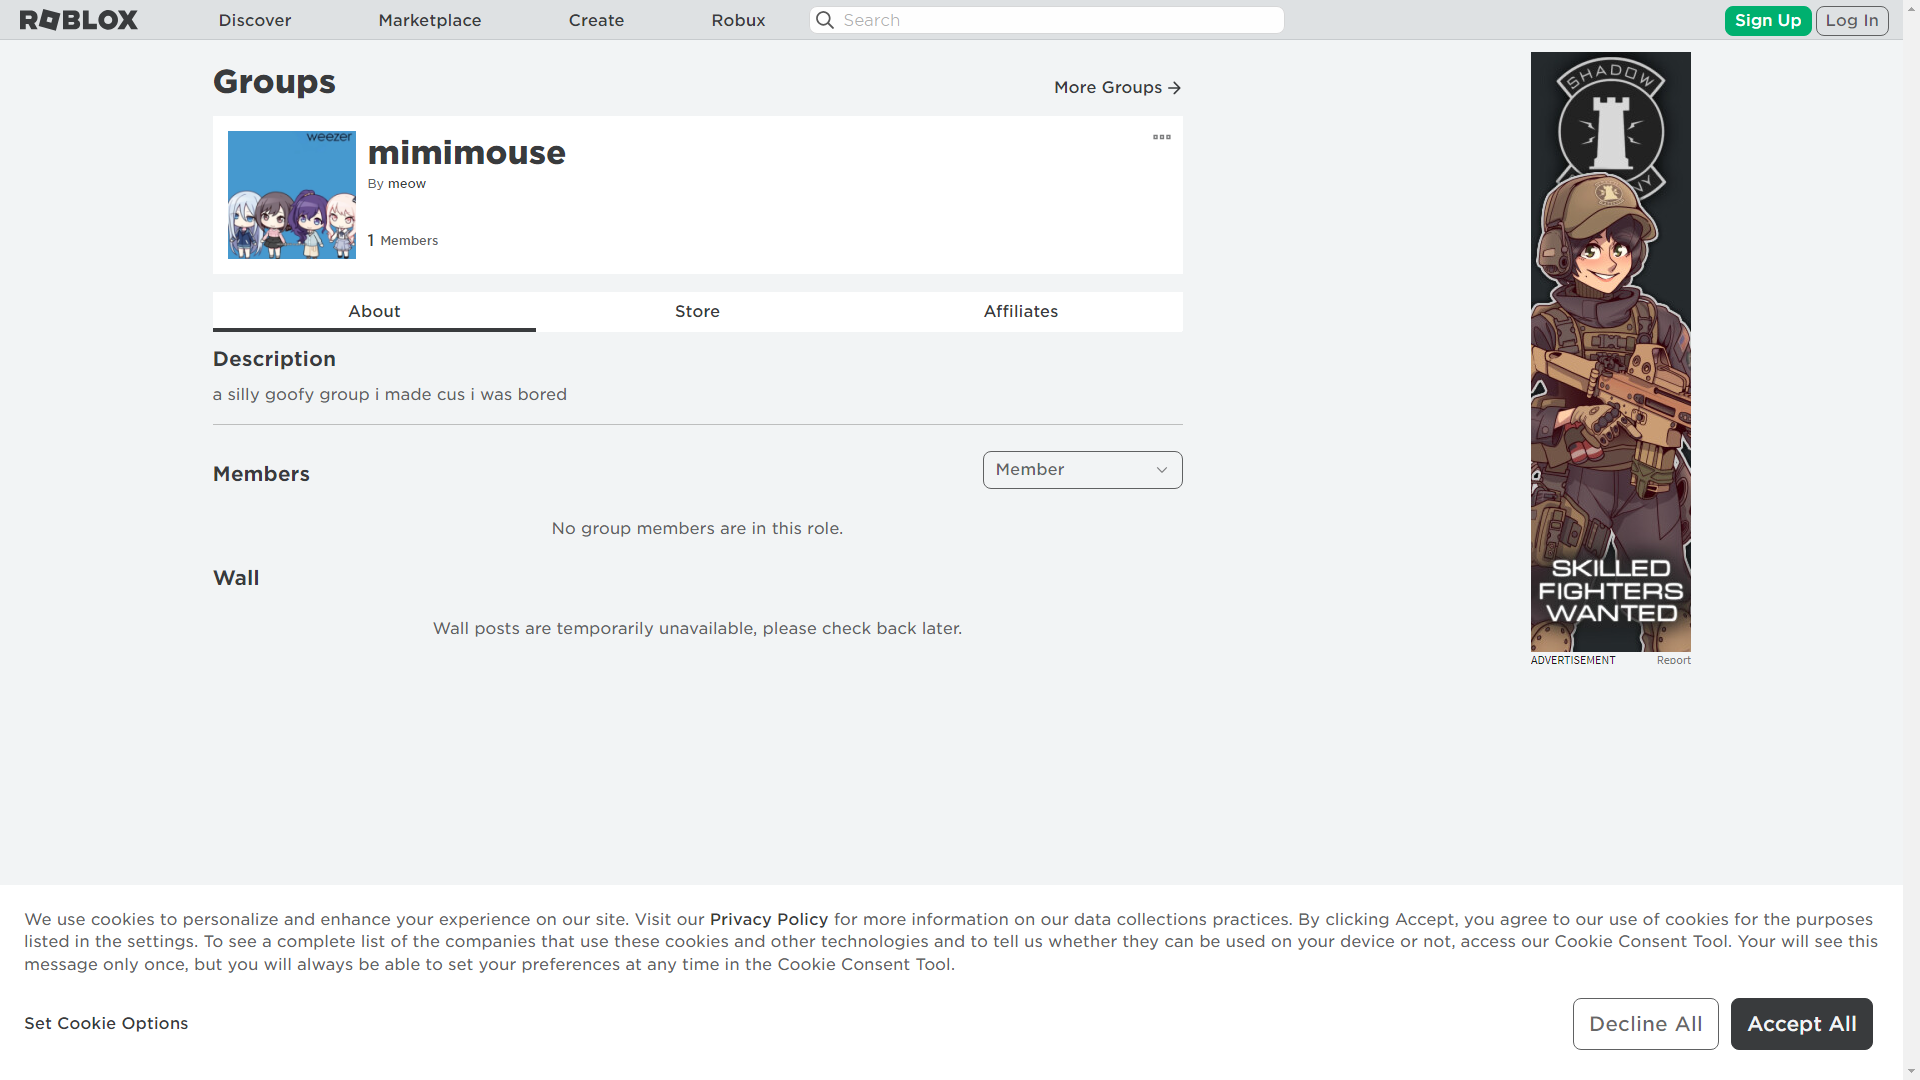 ROBLOX
Discover
Marketplace
Create
Robux
Search
Sign Up
Log In
Groups
More Groups
weezer
mimimouse
By meow
1 Members
About
Store
Affiliates
Description
a silly goofy group i made cus i was bored
Members
Member
No group members are in this role.
Wall
Wall posts are temporarily unavailable, please check back later.
SHADOW
SKILLED
FIGHTERS
WANTED
ADVERTISEMENT
Report
We use cookies to personalize and enhance your experience on our site. Visit our Privacy Policy for more information on our data collections practices. By clicking Accept, you agree to our use of cookies for the purposes
listed in the settings. To see a complete list of the companies that use these cookies and other technologies and to tell us whether they can be used on your device or not, access our Cookie Consent Tool. Your will see this
message only once, but you will always be able to set your preferences at any time in the Cookie Consent Tool.
Set Cookie Options
Decline All
Accept All